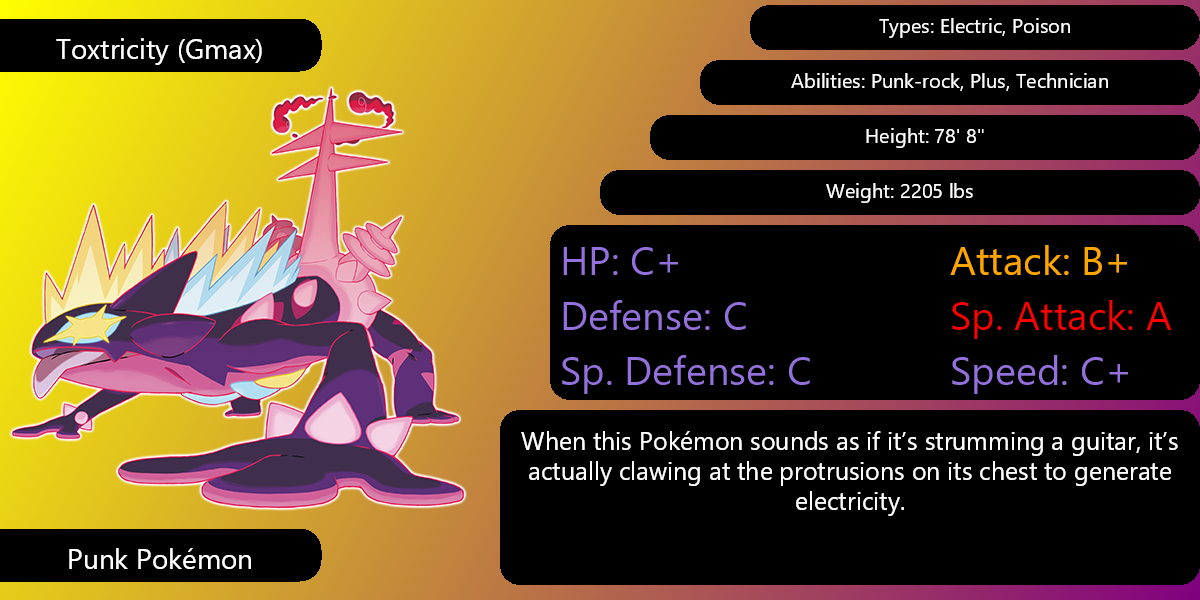 Toxtricity (Gmax)
Types: Electric, Poison
Abilities: Punk-rock, Plus, Technician
Height: 78' 8"
Weight: 2205 lbs
HP: C+
Attack: B+
Defense: C
Sp. Attack: A
Sp. Defense: C
Speed: C+
When this Pokémon sounds as if it’s strumming a guitar, it’s
actually clawing at the protrusions on its chest to generate
electricity.
Punk Pokémon